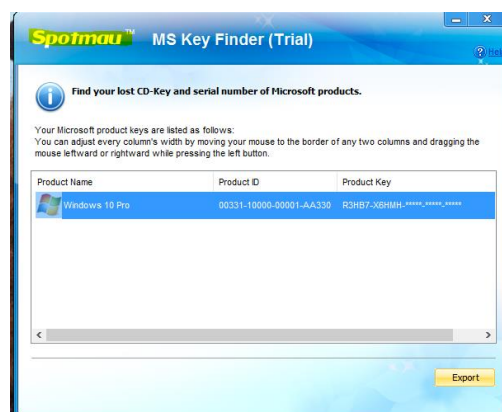 Spotmau™ MS Key Finder (Trial)
Find your lost CD-Key and serial number of Microsoft products.
Your Microsoft product keys are listed as follows:
You can adjust every column's width by moving your mouse to the border of any two columns and dragging the
mouse leftward or rightward while pressing the left button.
Product Name Product ID Product Key
Windows 10 Pro 00331-10000-00001-AA330 R3HB7-X6HMH-*****-*****-*****
Export